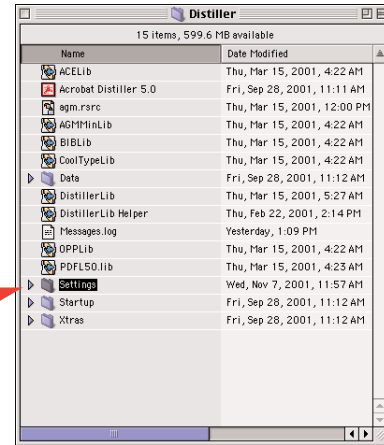 Distiller
15 items, 599.6 MB available
Name Date Modified
ACELib Thu, Mar 15, 2001, 4:22 AM
Acrobat Distiller 5.0 Fri, Sep 28, 2001, 11:11 AM
agm.rsrc Thu, Mar 15, 2001, 12:00 PM
AGMMinLib Thu, Mar 15, 2001, 4:22 AM
BIBLib Thu, Mar 15, 2001, 4:22 AM
CoolTypeLib Thu, Mar 15, 2001, 4:22 AM
Data Fri, Sep 28, 2001, 11:12 AM
DistillerLib Thu, Mar 15, 2001, 5:27 AM
DistillerLib Helper Thu, Feb 22, 2001, 2:14 PM
Messages.log Yesterday, 1:09 PM
OPPLib Thu, Mar 15, 2001, 4:22 AM
PDFL50.lib Thu, Mar 15, 2001, 4:23 AM
Settings Wed, Nov 7, 2001, 11:57 AM
Startup Fri, Sep 28, 2001, 11:12 AM
Xtras Fri, Sep 28, 2001, 11:12 AM